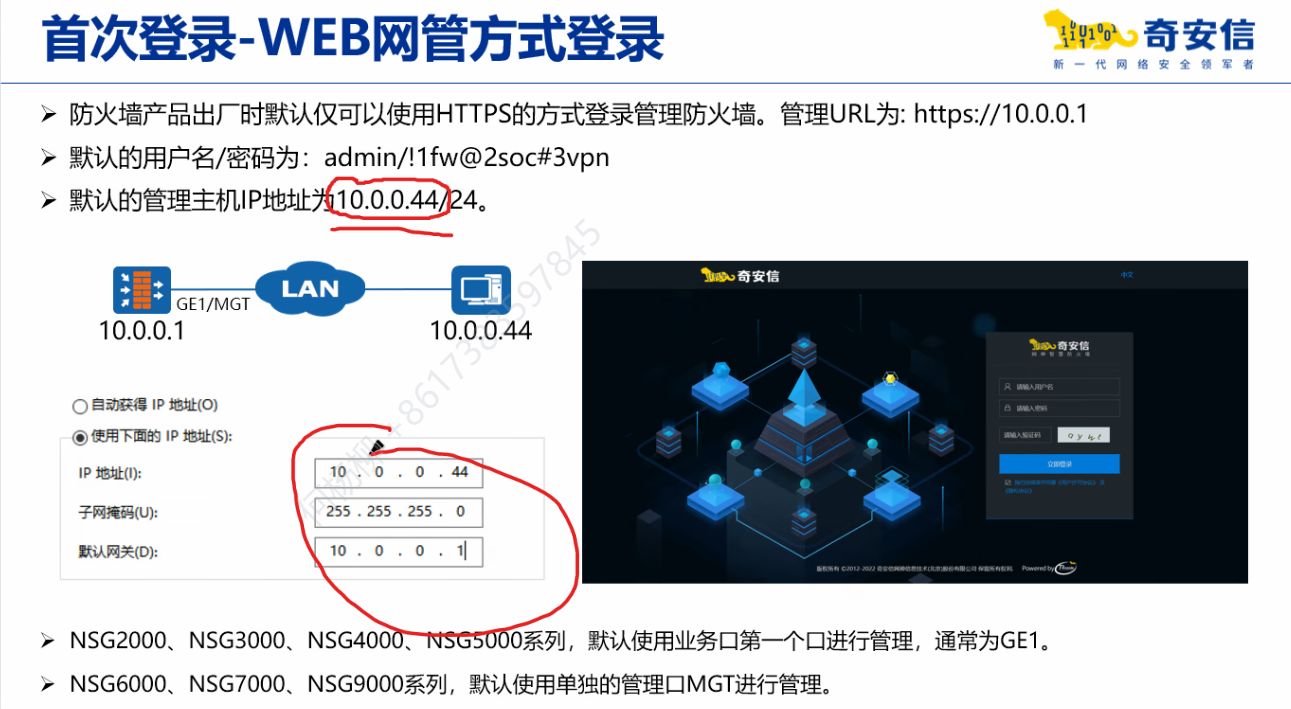 首次登录-WEB网管方式登录
奇安信
新一代网络安全领军者
防火墙产品出厂时默认仅可以使用HTTPS的方式登录管理防火墙。管理URL为: https://10.0.0.1
默认的用户名/密码为：admin/!1fw@2soc#3vpn
默认的管理主机IP地址为10.0.0.44/24。
LAN
GE1/MGT
10.0.0.1
10.0.0.44
自动获得 IP 地址(O)
使用下面的 IP 地址(S):
IP 地址(I):
10 . 0 . 0 . 44
子网掩码(U):
255 . 255 . 255 . 0
默认网关(D):
10 . 0 . 0 . 1
奇安信
中文
奇安信
请输入用户名
请输入密码
请输入验证码
立即登录
版权所有 ©2012-2022 奇安信网神信息技术(北京)股份有限公司 保留所有权利.
Powered by
NSG2000、NSG3000、NSG4000、NSG5000系列，默认使用业务口第一个口进行管理，通常为GE1。
NSG6000、NSG7000、NSG9000系列，默认使用单独的管理口MGT进行管理。